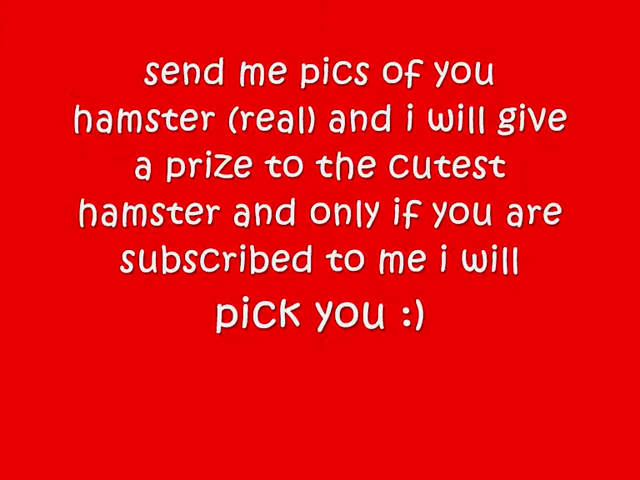 send me pics of you
hamster (real) and i will give
a prize to the cutest
hamster and only if you are
subscribed to me i will
pick you :)